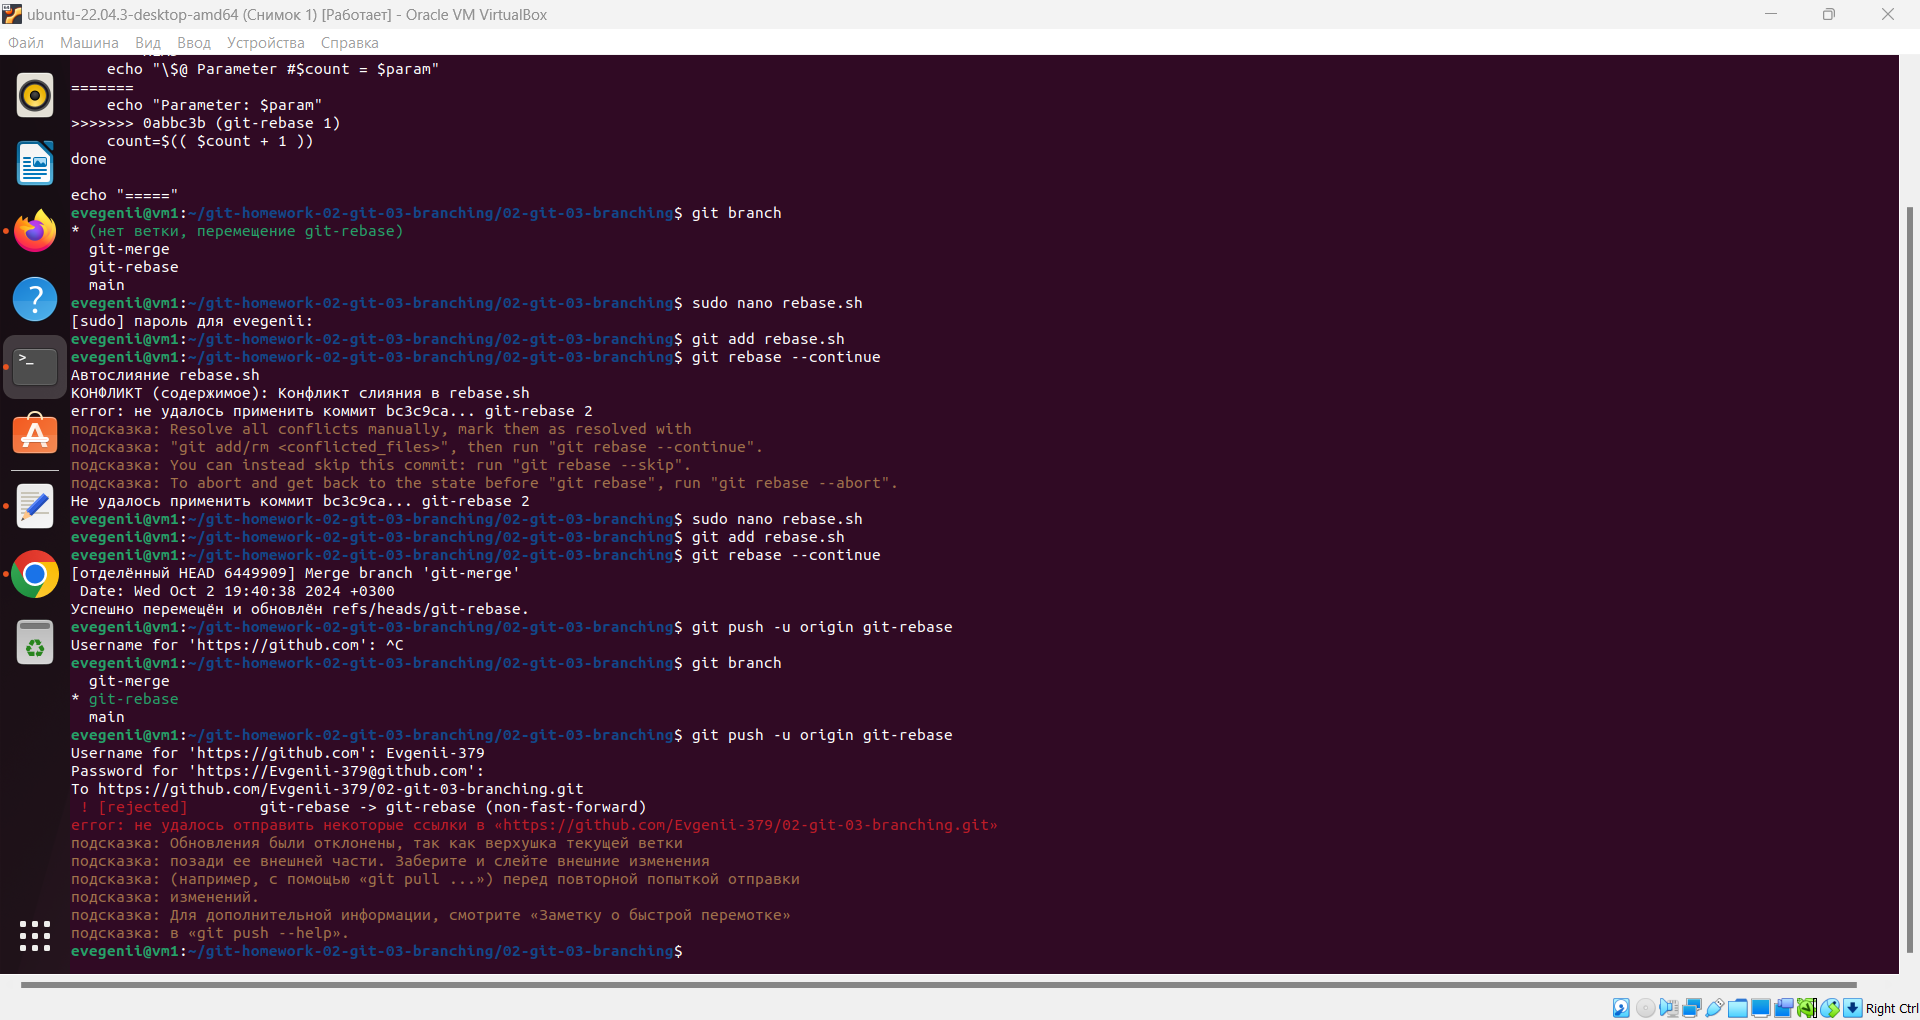 ubuntu-22.04.3-desktop-amd64 (Снимок 1) [Работает] - Oracle VM VirtualBox
Файл Машина Вид Ввод Устройства Справка
    echo "\$@ Parameter #$count = $param"
=======
    echo "Parameter: $param"
>>>>>>> 0abbc3b (git-rebase 1)
    count=$(( $count + 1 ))
done
echo "====="
evegenii@vm1:~/git-homework-02-git-03-branching/02-git-03-branching$ git branch
* (нет ветки, перемещение git-rebase)
  git-merge
  git-rebase
  main
evegenii@vm1:~/git-homework-02-git-03-branching/02-git-03-branching$ sudo nano rebase.sh
[sudo] пароль для evegenii:
evegenii@vm1:~/git-homework-02-git-03-branching/02-git-03-branching$ git add rebase.sh
evegenii@vm1:~/git-homework-02-git-03-branching/02-git-03-branching$ git rebase --continue
Автослияние rebase.sh
КОНФЛИКТ (содержимое): Конфликт слияния в rebase.sh
error: не удалось применить коммит bc3c9ca... git-rebase 2
подсказка: Resolve all conflicts manually, mark them as resolved with
подсказка: "git add/rm <conflicted_files>", then run "git rebase --continue".
подсказка: You can instead skip this commit: run "git rebase --skip".
подсказка: To abort and get back to the state before "git rebase", run "git rebase --abort".
Не удалось применить коммит bc3c9ca... git-rebase 2
evegenii@vm1:~/git-homework-02-git-03-branching/02-git-03-branching$ sudo nano rebase.sh
evegenii@vm1:~/git-homework-02-git-03-branching/02-git-03-branching$ git add rebase.sh
evegenii@vm1:~/git-homework-02-git-03-branching/02-git-03-branching$ git rebase --continue
[отделённый HEAD 6449909] Merge branch 'git-merge'
 Date: Wed Oct 2 19:40:38 2024 +0300
Успешно перемещён и обновлён refs/heads/git-rebase.
evegenii@vm1:~/git-homework-02-git-03-branching/02-git-03-branching$ git push -u origin git-rebase
Username for 'https://github.com': ^C
evegenii@vm1:~/git-homework-02-git-03-branching/02-git-03-branching$ git branch
  git-merge
* git-rebase
  main
evegenii@vm1:~/git-homework-02-git-03-branching/02-git-03-branching$ git push -u origin git-rebase
Username for 'https://github.com': Evgenii-379
Password for 'https://Evgenii-379@github.com':
To https://github.com/Evgenii-379/02-git-03-branching.git
 ! [rejected]        git-rebase -> git-rebase (non-fast-forward)
error: не удалось отправить некоторые ссылки в «https://github.com/Evgenii-379/02-git-03-branching.git»
подсказка: Обновления были отклонены, так как верхушка текущей ветки
подсказка: позади ее внешней части. Заберите и слейте внешние изменения
подсказка: (например, с помощью «git pull ...») перед повторной попыткой отправки
подсказка: изменений.
подсказка: Для дополнительной информации, смотрите «Заметку о быстрой перемотке»
подсказка: в «git push --help».
evegenii@vm1:~/git-homework-02-git-03-branching/02-git-03-branching$
Right Ctrl